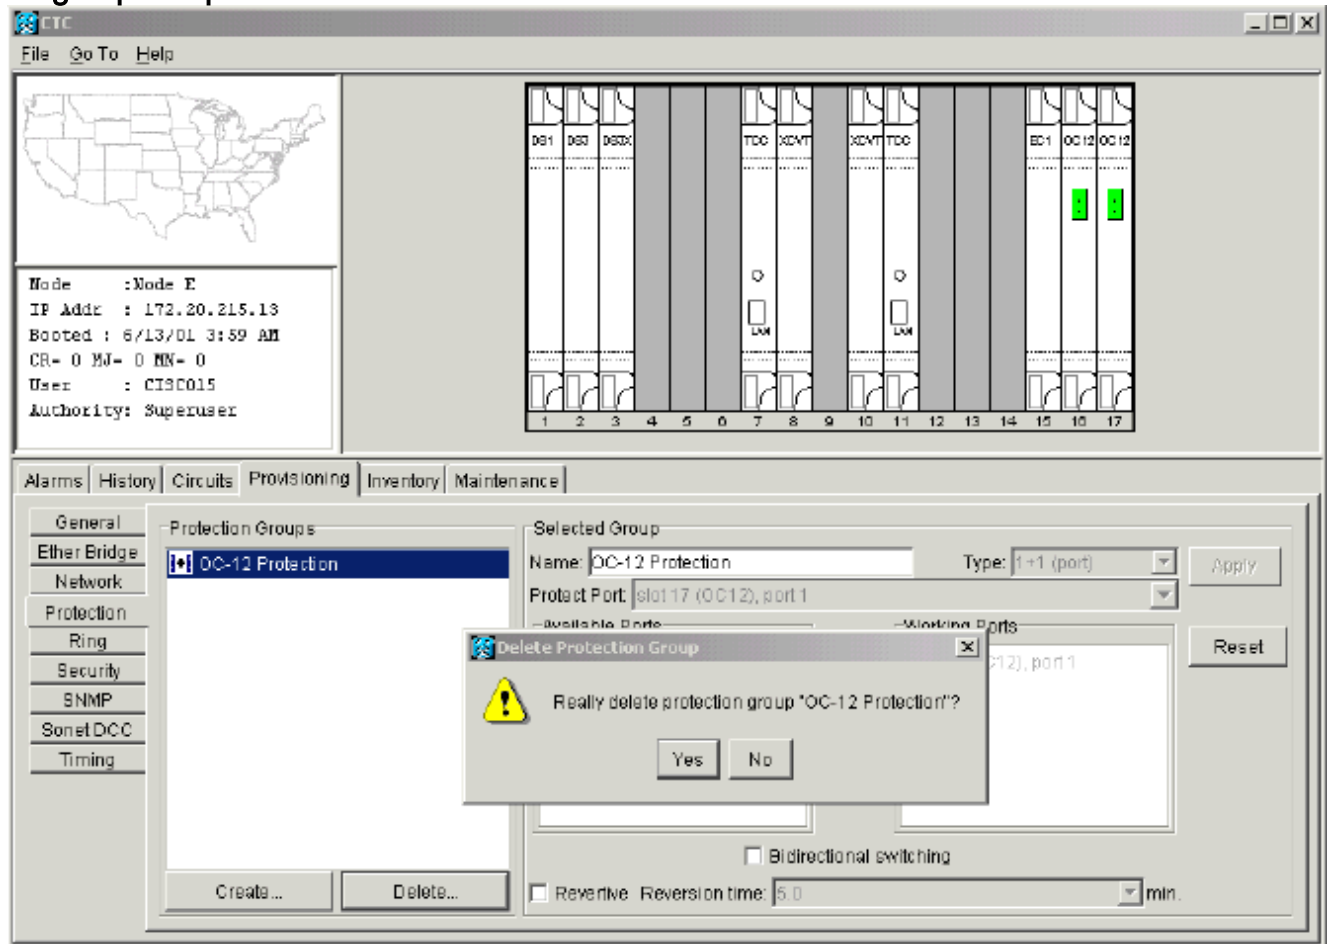 CTC
File Go To Help
DS1 DS3 DS3X TCC XCVT XCVT TCC EC1 OC12 OC12
LAN LAN
1 2 3 4 5 6 7 8 9 10 11 12 13 14 15 16 17
Node :Node E
IP Addr : 172.20.215.13
Booted : 6/13/01 3:59 AM
CR- 0 MJ- 0 MN- 0
User : CISCO15
Authority: Superuser
Alarms History Circuits Provisioning Inventory Maintenance
General
Ether Bridge
Network
Protection
Ring
Security
SNMP
Sonet DCC
Timing
Protection Groups
OC-12 Protection
Create... Delete...
Selected Group
Name: OC-12 Protection Type: 1+1 (port) Apply
Protect Port: slot 17 (OC12), port 1
Available Ports Working Ports
C12), port 1 Reset
Delete Protection Group
Really delete protection group "OC-12 Protection"?
Yes No
Bidirectional switching
Revertive Reversion time: 5.0 min.